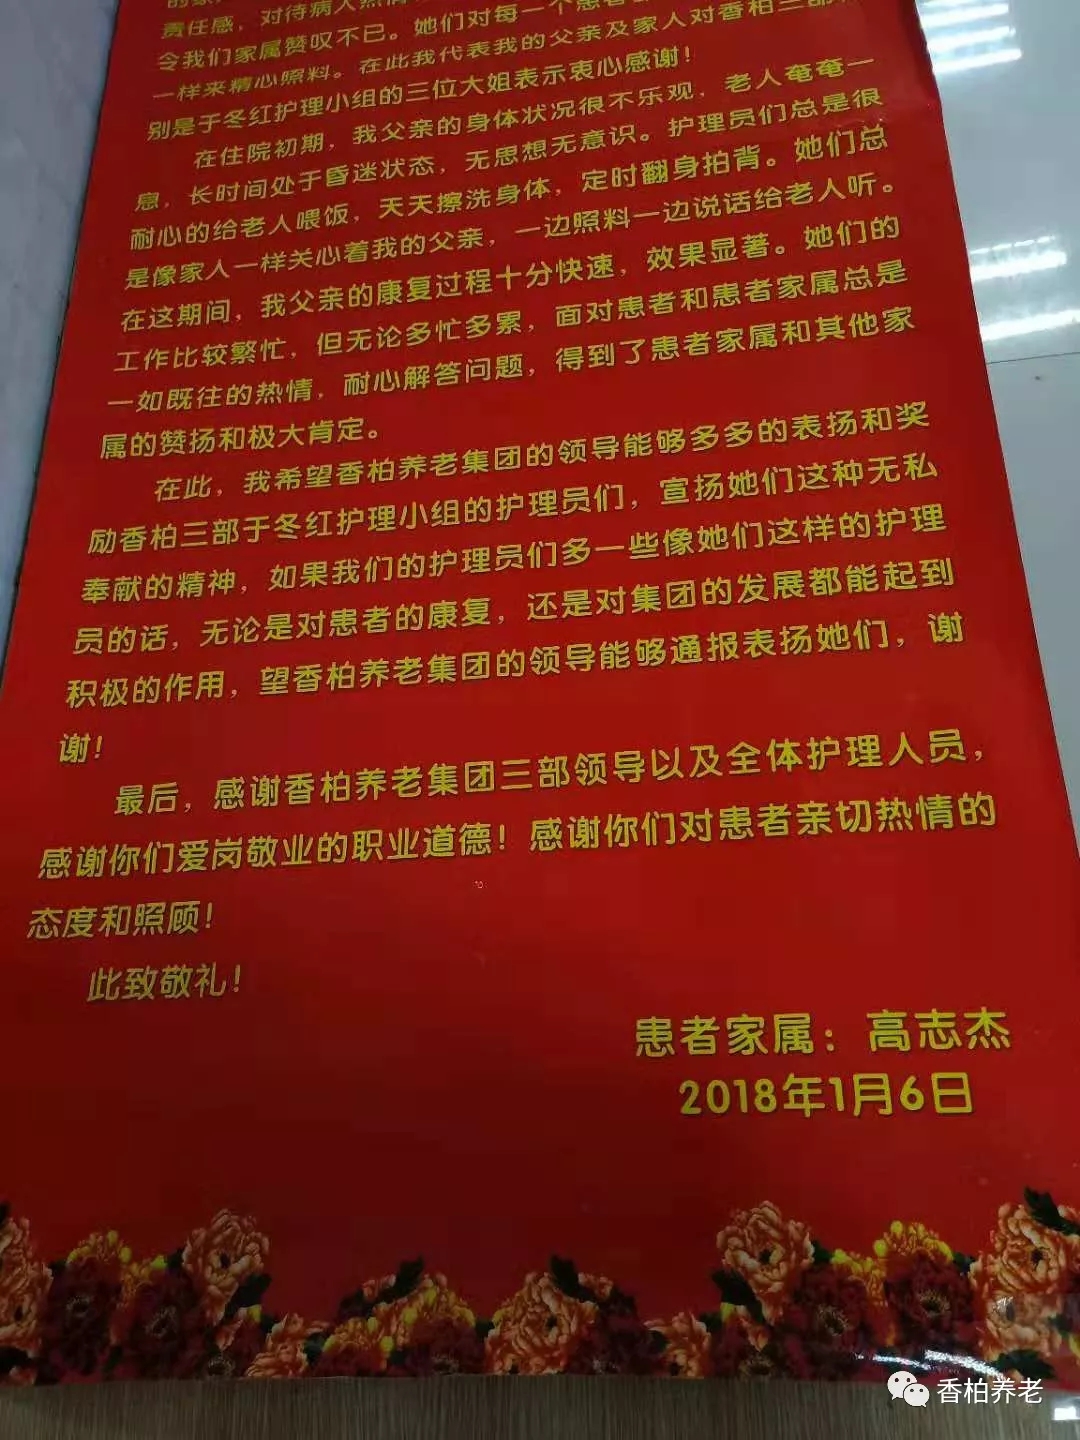 责任感，对待病人热情
令我们家属赞叹不已。她们对每一个患者
一样来精心照料。在此我代表我的父亲及家人对香柏三部
别是于冬红护理小组的三位大姐表示衷心感谢！
在住院初期，我父亲的身体状况很不乐观，老人奄奄一
息，长时间处于昏迷状态，无思想无意识。护理员们总是很
耐心的给老人喂饭，天天擦洗身体，定时翻身拍背。她们总
是像家人一样关心着我的父亲，一边照料一边说话给老人听。
在这期间，我父亲的康复过程十分快速，效果显著。她们的
工作比较繁忙，但无论多忙多累，面对患者和患者家属总是
一如既往的热情，耐心解答问题，得到了患者家属和其他家
属的赞扬和极大肯定。
在此，我希望香柏养老集团的领导能够多多的表扬和奖
励香柏三部于冬红护理小组的护理员们，宣扬她们这种无私
奉献的精神，如果我们的护理员们多一些像她们这样的护理
员的话，无论是对患者的康复，还是对集团的发展都能起到
积极的作用，望香柏养老集团的领导能够通报表扬她们，谢
谢！
最后，感谢香柏养老集团三部领导以及全体护理人员，
感谢你们爱岗敬业的职业道德！感谢你们对患者亲切热情的
态度和照顾！
此致敬礼！
患者家属：高志杰
2018年1月6日
香柏养老